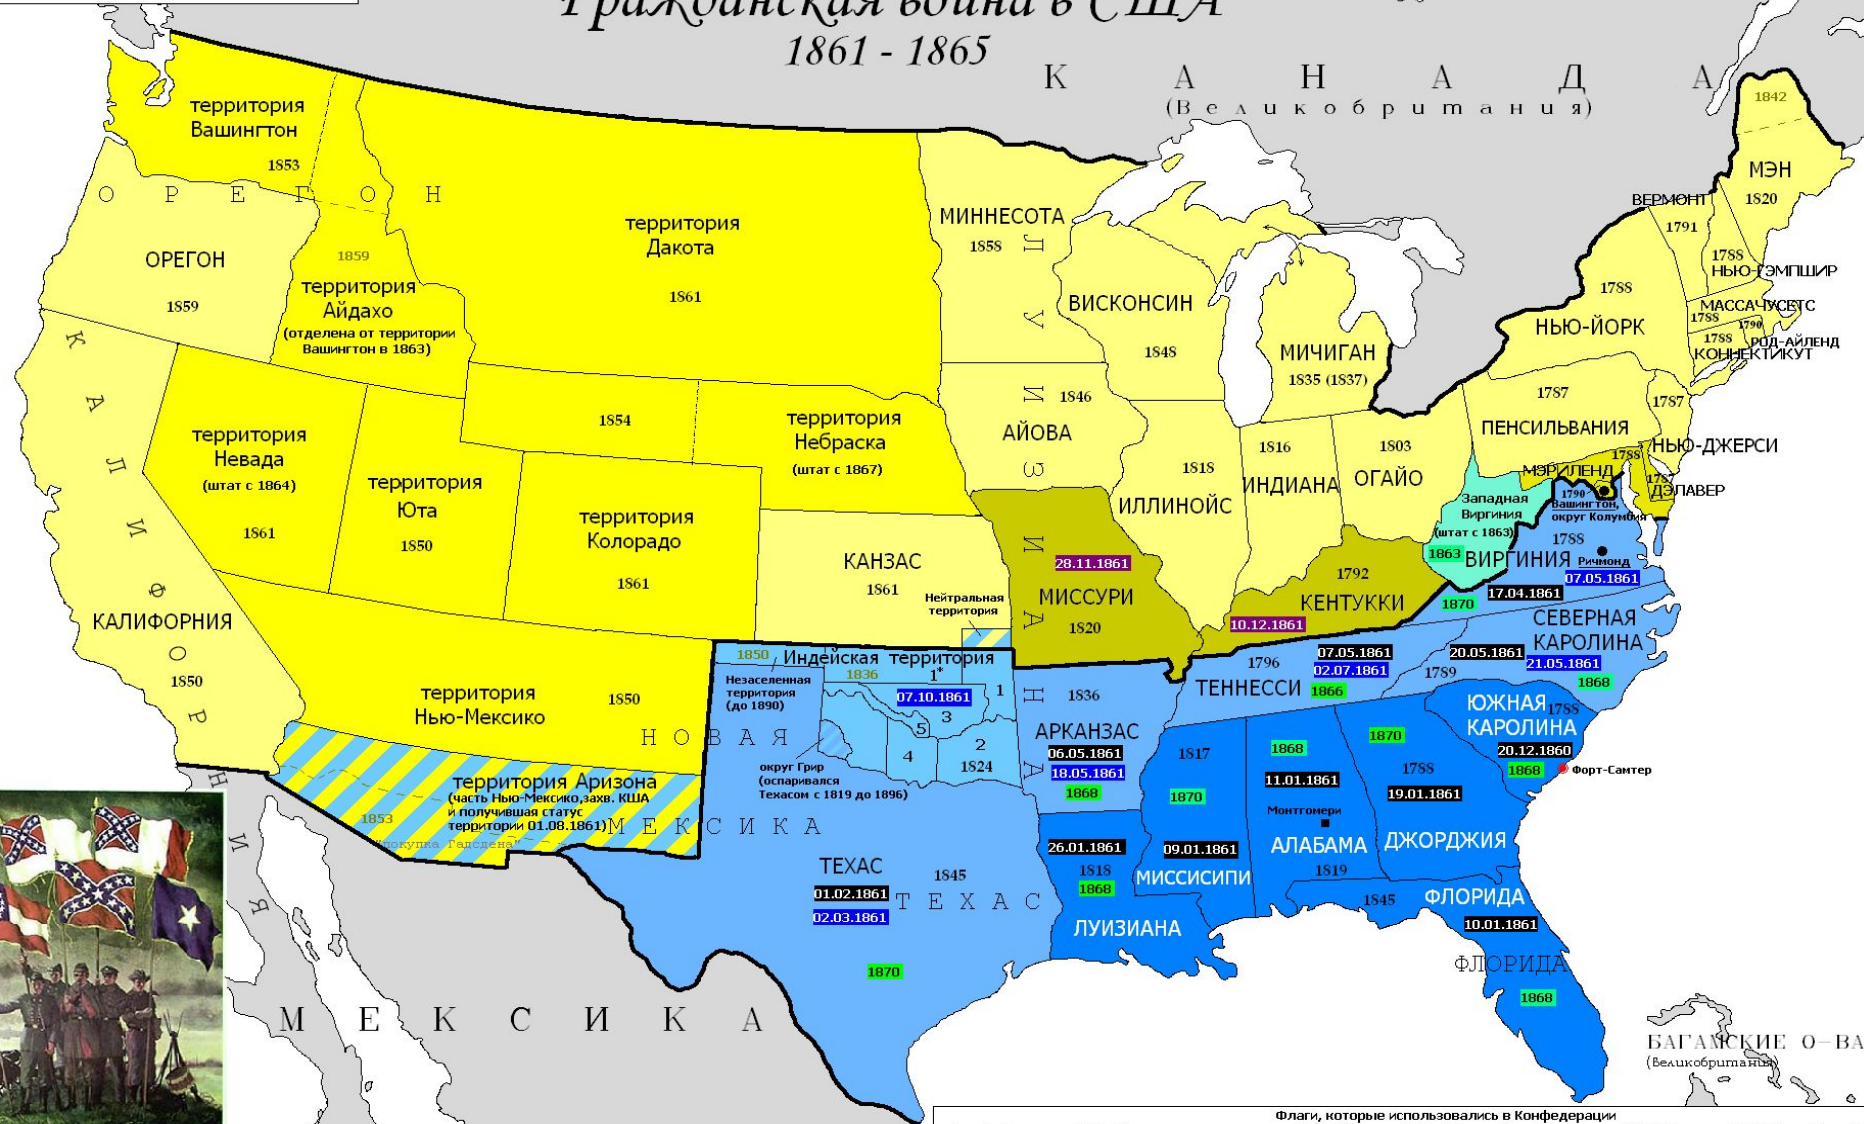 Гражданская война в США
1861 - 1865
К А Н А Д А
(Великобритания)
1842
территория
Вашингтон
1853
О Р Е Г О Н
МЭН
1820
ВЕРМОНТ
1791
территория
Дакота
1861
МИННЕСОТА
1858
ОРЕГОН
1859
1859
территория
Айдахо
(отделена от территории
Вашингтон в 1863)
1788
НЬЮ-ГЭМПШИР
1788
НЬЮ-ЙОРК
МАССАЧУСЕТС
1788
1790
РОД-АЙЛЕНД
1788
КОННЕКТИКУТ
ВИСКОНСИН
1848
МИЧИГАН
1835 (1837)
К А Л И Ф О Р Н И Я
Л У И З И А Н А
1846
АЙОВА
1854
территория
Небраска
(штат с 1867)
территория
Невада
(штат с 1864)
1861
территория
Юта
1850
территория
Колорадо
1861
1787
ПЕНСИЛЬВАНИЯ
1787
НЬЮ-ДЖЕРСИ
1788
МЭРИЛЕНД
1787
ДЭЛАВЕР
1818
ИЛЛИНОЙС
1816
ИНДИАНА
1803
ОГАЙО
Западная
Виргиния
(штат с 1863)
1863
1790
Вашингтон,
округ Колумбия
1788
ВИРГИНИЯ
Ричмонд
07.05.1861
17.04.1861
1870
КАНЗАС
1861
Нейтральная
территория
28.11.1861
МИССУРИ
1820
1792
КЕНТУККИ
10.12.1861
КАЛИФОРНИЯ
1850
территория
Нью-Мексико
1850
1850
Индейская территория
1836
1*
Незаселенная
территория
(до 1890)
07.10.1861
1
3
5
4
2
1824
округ Грир
(оспаривался
Техасом с 1819 до 1896)
Н О В А Я
М Е К С И К А
территория Аризона
(часть Нью-Мексико,захв. КША
и получившая статус
территории 01.08.1861)
1853
"покупка Гадсдена"
СЕВЕРНАЯ
КАРОЛИНА
20.05.1861
21.05.1861
1789
1868
1796
ТЕННЕССИ
07.05.1861
02.07.1861
1866
1836
АРКАНЗАС
06.05.1861
18.05.1861
1868
ЮЖНАЯ
КАРОЛИНА
1788
20.12.1860
1868
Форт-Самтер
1817
1870
09.01.1861
МИССИСИПИ
1868
11.01.1861
Монтгомери
АЛАБАМА
1819
1870
1788
19.01.1861
ДЖОРДЖИЯ
26.01.1861
1818
1868
ЛУИЗИАНА
ТЕХАС
1845
01.02.1861
02.03.1861
Т Е Х А С
1870
1845
ФЛОРИДА
10.01.1861
ФЛОРИДА
1868
М Е К С И К А
БАГАМСКИЕ О-ВА
(Великобритания)
Флаги, которые использовались в Конфедерации